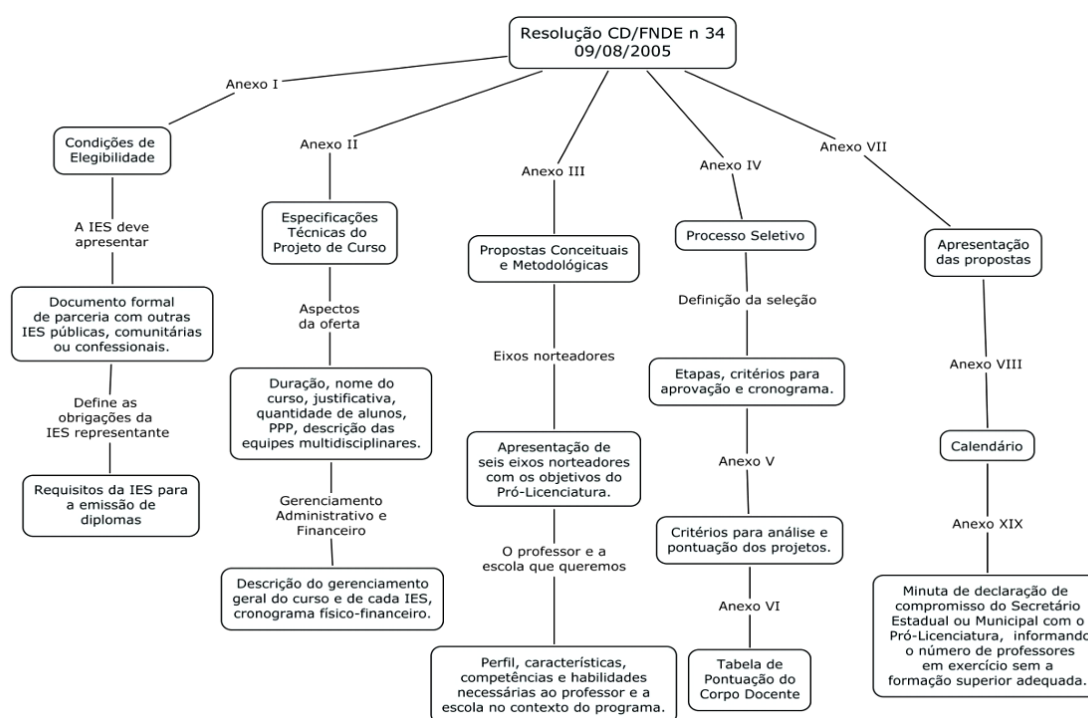 Resolução CD/FNDE n 34
09/08/2005
Anexo I
Condições de
Elegibilidade
A IES deve
apresentar
Documento formal
de parceria com outras
IES públicas, comunitárias
ou confessionais.
Define as
obrigações da
IES representante
Requisitos da IES para
a emissão de
diplomas
Anexo II
Especificações
Técnicas do
Projeto de Curso
Aspectos
da oferta
Duração, nome do
curso, justificativa,
quantidade de alunos,
PPP, descrição das
equipes multidisciplinares.
Gerenciamento
Administrativo e
Financeiro
Descrição do gerenciamento
geral do curso e de cada IES,
cronograma físico-financeiro.
Anexo III
Propostas Conceituais
e Metodológicas
Eixos norteadores
Apresentação de
seis eixos norteadores
com os objetivos do
Pró-Licenciatura.
O professor e a
escola que queremos
Perfil, características,
competências e habilidades
necessárias ao professor e a
escola no contexto do programa.
Anexo IV
Processo Seletivo
Definição da seleção
Etapas, critérios para
aprovação e cronograma.
Anexo V
Critérios para análise e
pontuação dos projetos.
Anexo VI
Tabela de
Pontuação do
Corpo Docente
Anexo VII
Apresentação
das propostas
Anexo VIII
Calendário
Anexo XIX
Minuta de declaração de
compromisso do Secretário
Estadual ou Municipal com o
Pró-Licenciatura, informando
o número de professores
em exercício sem a
formação superior adequada.